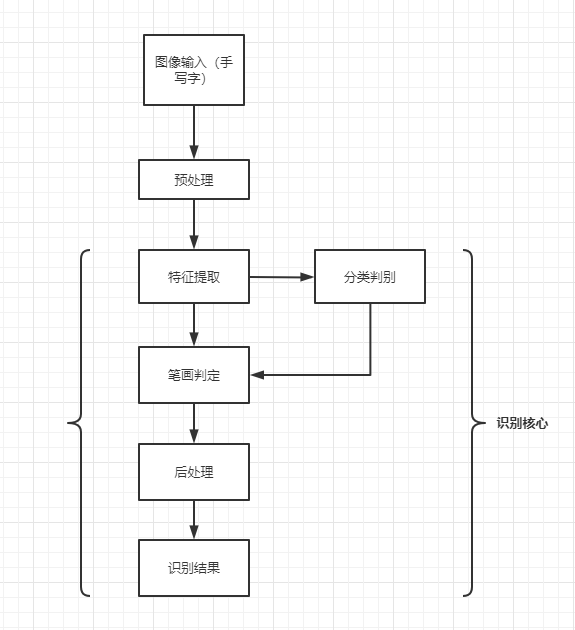 图像输入（手
写字）
预处理
特征提取
分类判别
笔画判定
识别核心
后处理
识别结果